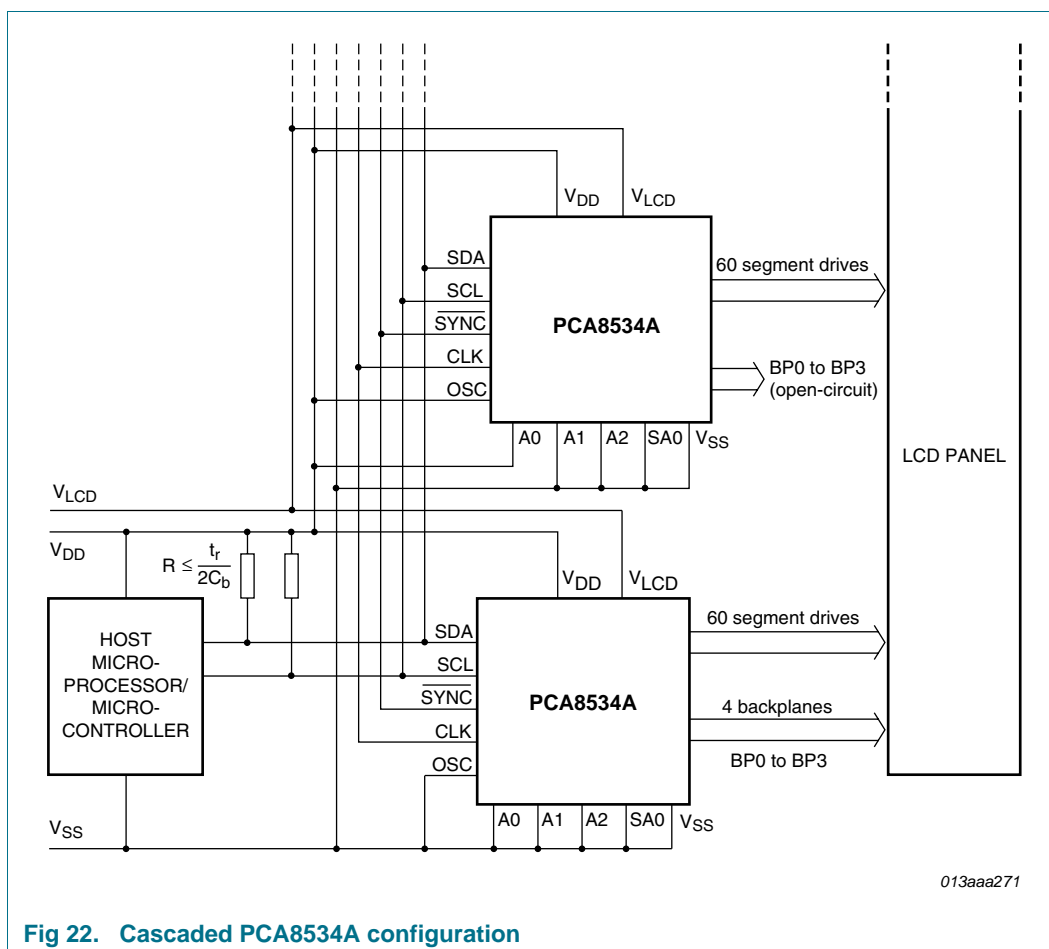 VDD
VLCD
SDA
SCL
SYNC
CLK
OSC
PCA8534A
60 segment drives
BP0 to BP3
(open-circuit)
A0
A1
A2
SA0
VSS
LCD PANEL
VLCD
VDD
R ≤ tr
2Cb
HOST
MICRO-
PROCESSOR/
MICRO-
CONTROLLER
VDD
VLCD
SDA
SCL
SYNC
CLK
OSC
PCA8534A
60 segment drives
4 backplanes
BP0 to BP3
A0
A1
A2
SA0
VSS
VSS
013aaa271
Fig 22. Cascaded PCA8534A configuration